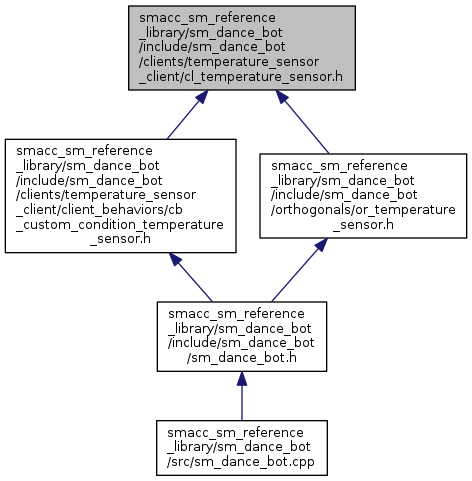 smacc_sm_reference
_library/sm_dance_bot
/include/sm_dance_bot
/clients/temperature_sensor
_client/cl_temperature_sensor.h
smacc_sm_reference
_library/sm_dance_bot
/include/sm_dance_bot
/clients/temperature_sensor
_client/client_behaviors/cb
_custom_condition_temperature
_sensor.h
smacc_sm_reference
_library/sm_dance_bot
/include/sm_dance_bot
/orthogonals/or_temperature
_sensor.h
smacc_sm_reference
_library/sm_dance_bot
/include/sm_dance_bot
/sm_dance_bot.h
smacc_sm_reference
_library/sm_dance_bot
/src/sm_dance_bot.cpp